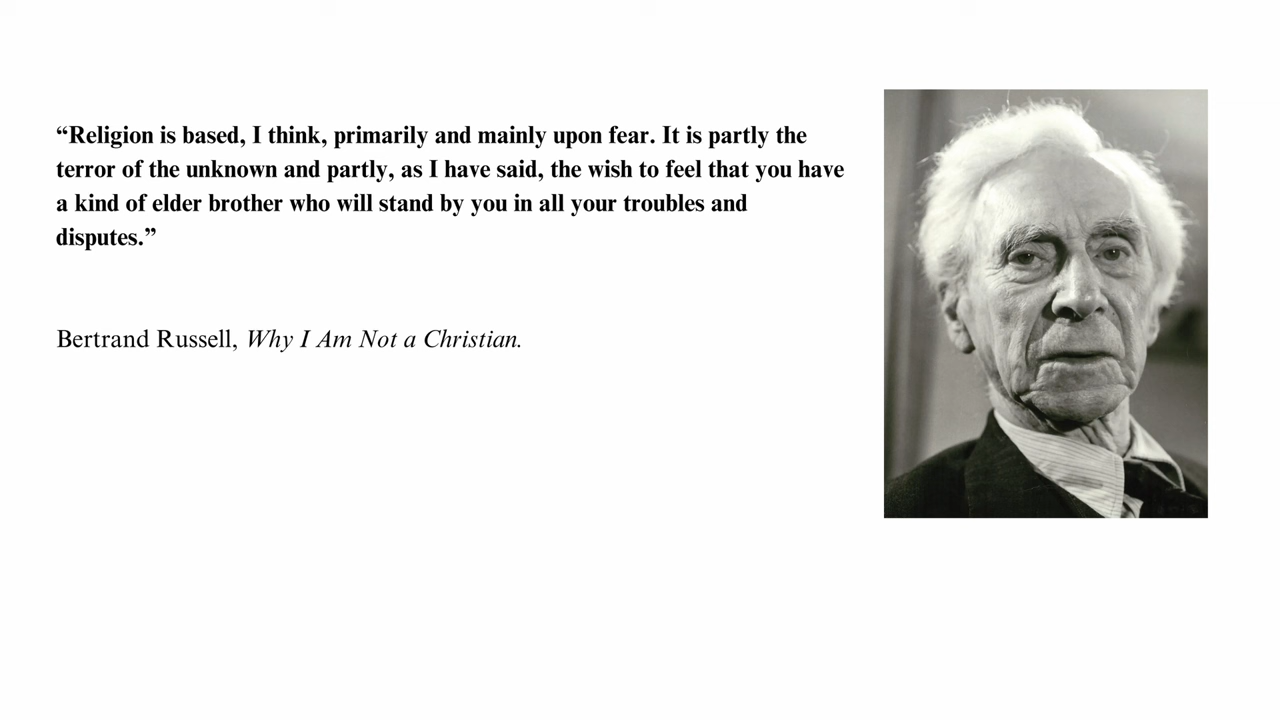 “Religion is based, I think, primarily and mainly upon fear. It is partly the
terror of the unknown and partly, as I have said, the wish to feel that you have
a kind of elder brother who will stand by you in all your troubles and
disputes.”
Bertrand Russell, Why I Am Not a Christian.